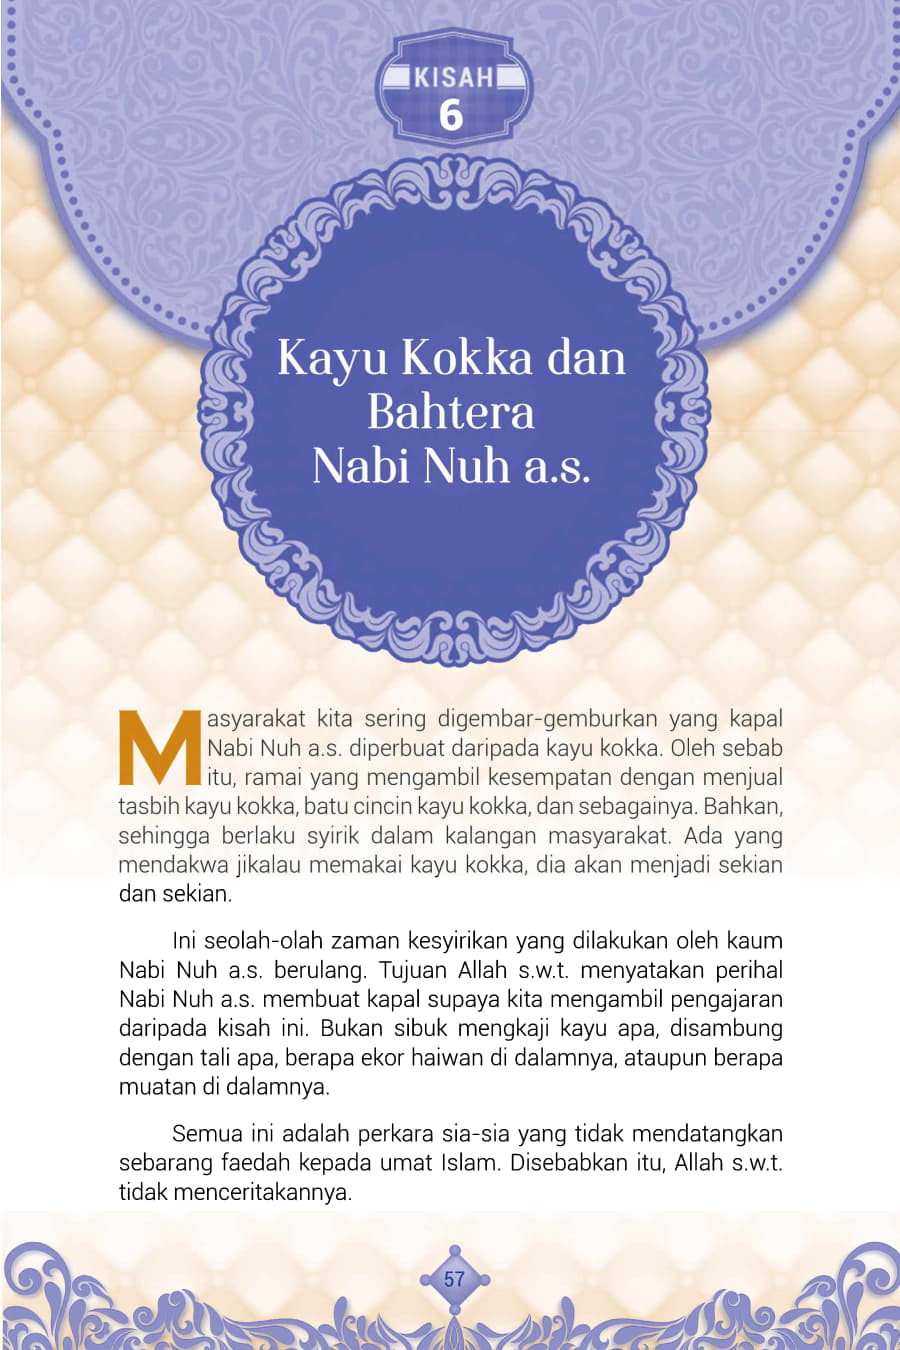 KISAH
6
Kayu Kokka dan
Bahtera
Nabi Nuh a.s.
Masyarakat kita sering digembar-gemburkan yang kapal
Nabi Nuh a.s. diperbuat daripada kayu kokka. Oleh sebab
itu, ramai yang mengambil kesempatan dengan menjual
tasbih kayu kokka, batu cincin kayu kokka, dan sebagainya. Bahkan,
sehingga berlaku syirik dalam kalangan masyarakat. Ada yang
mendakwa jikalau memakai kayu kokka, dia akan menjadi sekian
dan sekian.
Ini seolah-olah zaman kesyirikan yang dilakukan oleh kaum
Nabi Nuh a.s. berulang. Tujuan Allah s.w.t. menyatakan perihal
Nabi Nuh a.s. membuat kapal supaya kita mengambil pengajaran
daripada kisah ini. Bukan sibuk mengkaji kayu apa, disambung
dengan tali apa, berapa ekor haiwan di dalamnya, ataupun berapa
muatan di dalamnya.
Semua ini adalah perkara sia-sia yang tidak mendatangkan
sebarang faedah kepada umat Islam. Disebabkan itu, Allah s.w.t.
tidak menceritakannya.
57